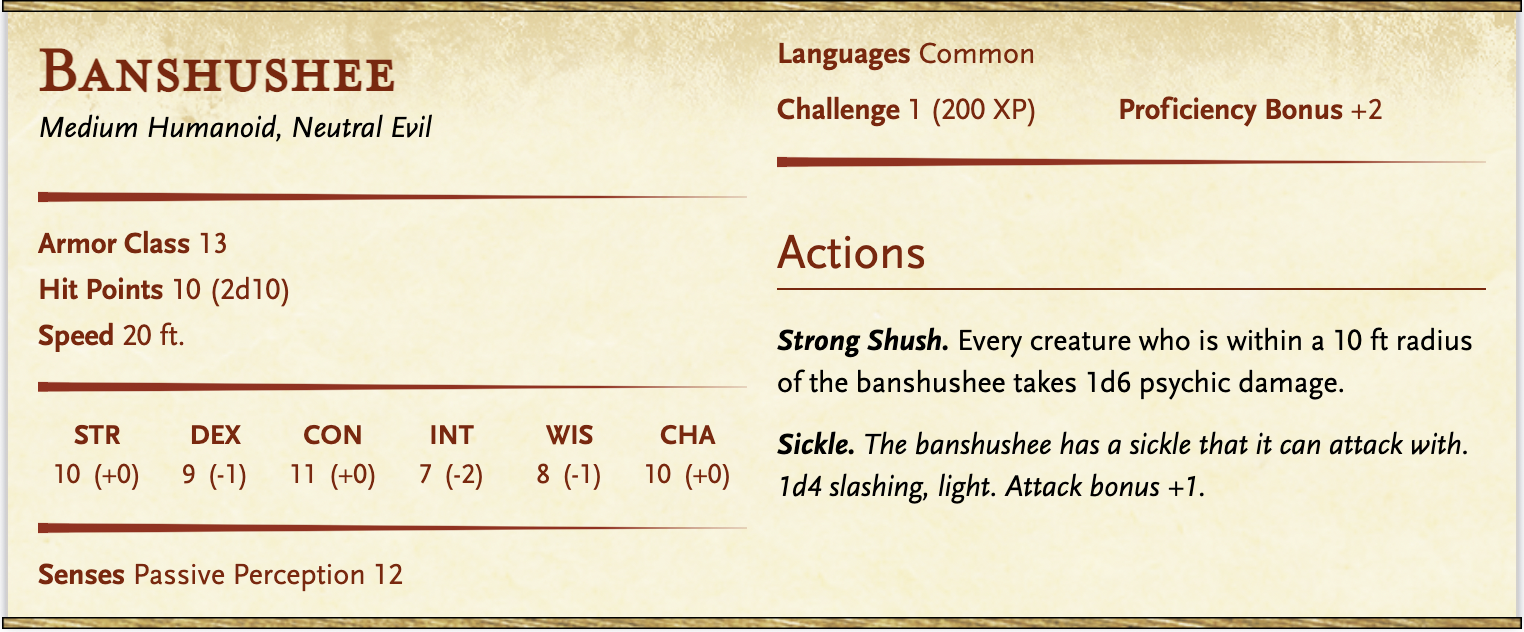 BANSHUSHEE
Medium Humanoid, Neutral Evil
Armor Class 13
Hit Points 10 (2d10)
Speed 20 ft.
STR DEX CON INT WIS CHA
10 (+0) 9 (-1) 11 (+0) 7 (-2) 8 (-1) 10 (+0)
Senses Passive Perception 12
Languages Common
Challenge 1 (200 XP) Proficiency Bonus +2
Actions
Strong Shush. Every creature who is within a 10 ft radius
of the banshushee takes 1d6 psychic damage.
Sickle. The banshushee has a sickle that it can attack with.
1d4 slashing, light. Attack bonus +1.